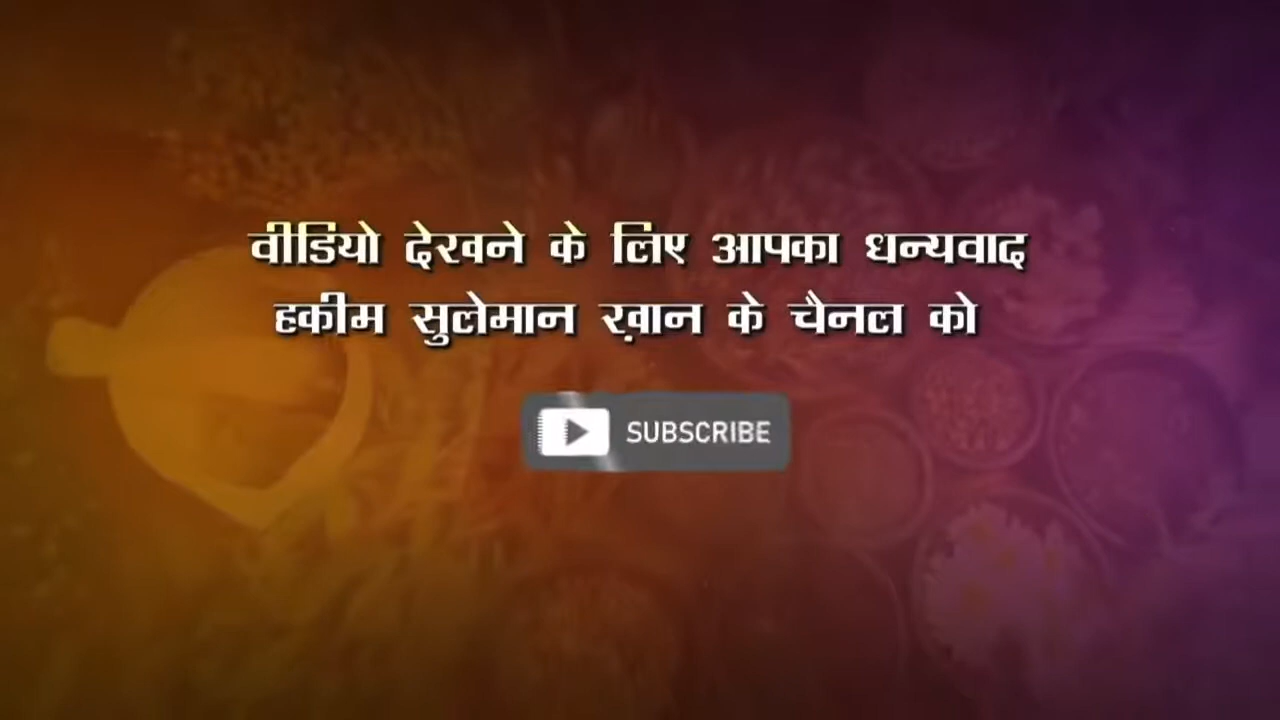 वीडियो देखने के लिए आपका धन्यवाद
हकीम सुलेमान ख़ान के चैनल को
SUBSCRIBE